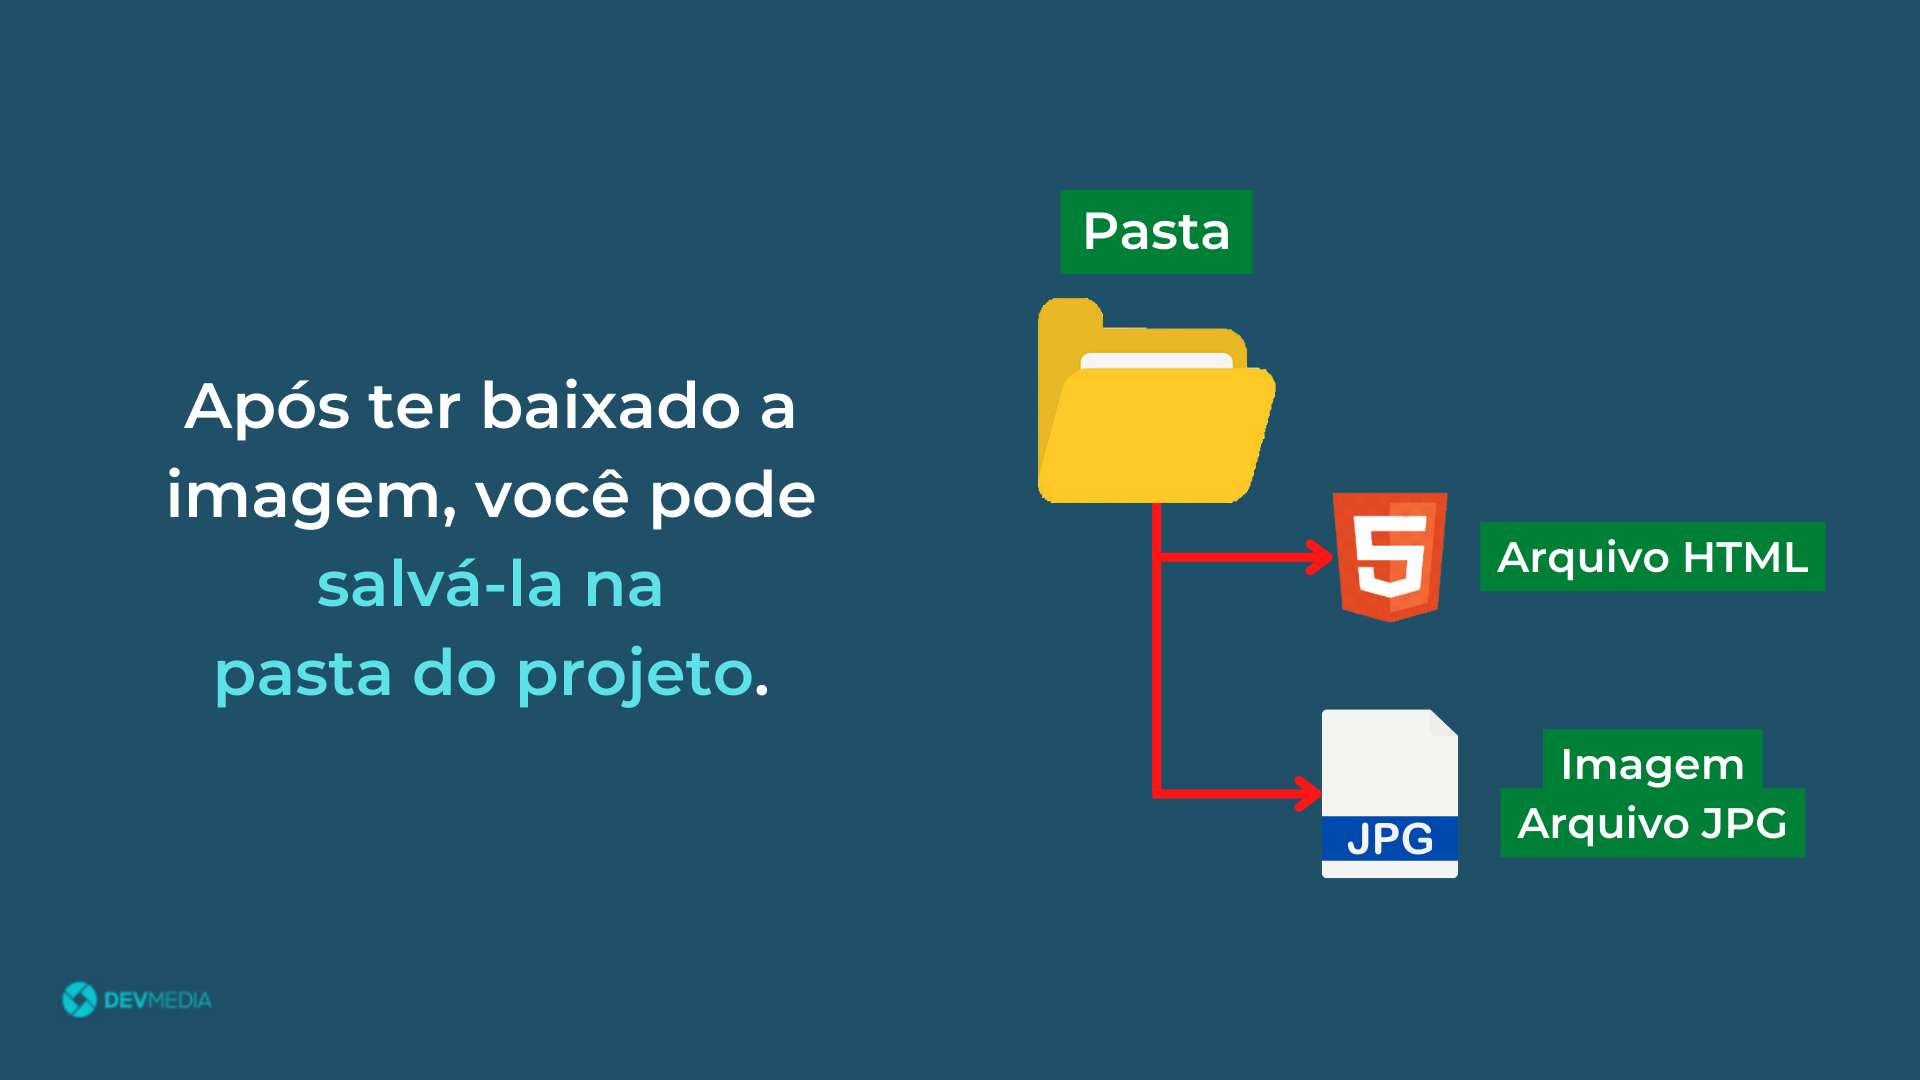 Após ter baixado a
imagem, você pode
salvá-la na
pasta do projeto.
Pasta
Arquivo HTML
JPG
Imagem
Arquivo JPG
DEVMEDIA